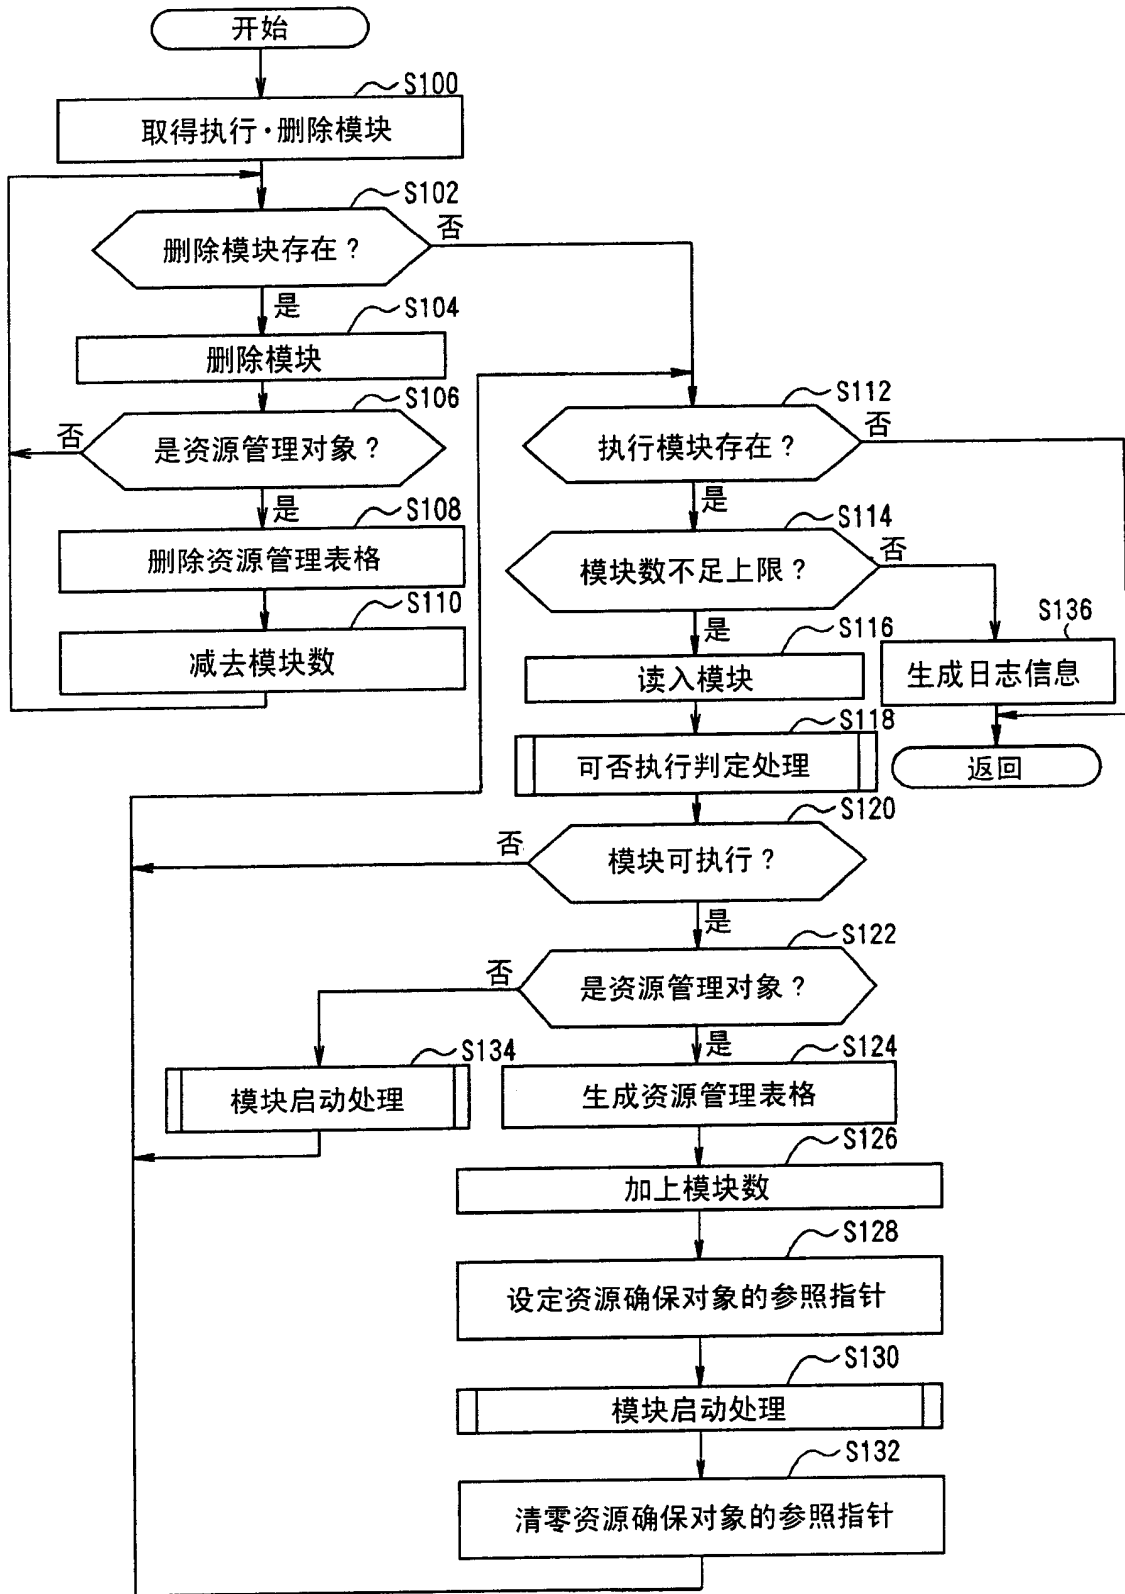 开始
S100
取得执行·删除模块
S102
删除模块存在？
否
是
S104
删除模块
S106
是资源管理对象？
否
是
S108
删除资源管理表格
S110
减去模块数
S112
执行模块存在？
否
是
S114
模块数不足上限？
否
是
S116
读入模块
S136
生成日志信息
返回
S118
可否执行判定处理
S120
模块可执行？
否
是
S122
是资源管理对象？
否
是
S134
模块启动处理
S124
生成资源管理表格
S126
加上模块数
S128
设定资源确保对象的参照指针
S130
模块启动处理
S132
清零资源确保对象的参照指针